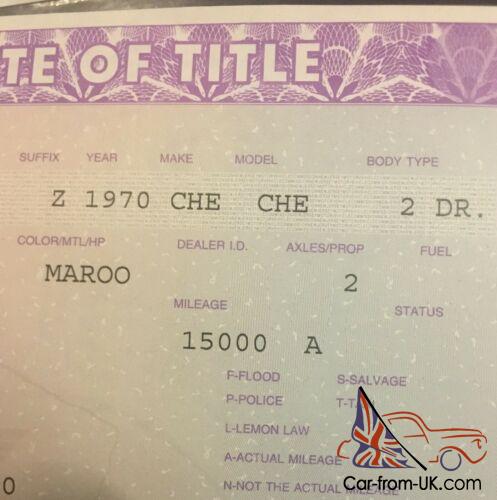 TE OF TITLE
SUFFIX YEAR MAKE MODEL BODY TYPE
Z 1970 CHE CHE 2 DR.
COLOR/MTL/HP DEALER I.D. AXLES/PROP FUEL
MAROO 2
MILEAGE STATUS
15000 A
F-FLOOD S-SALVAGE
P-POLICE T-T
L-LEMON LAW
A-ACTUAL MILEAGE
0 N-NOT THE ACTUAL MILEAGE
Car-from-UK.com